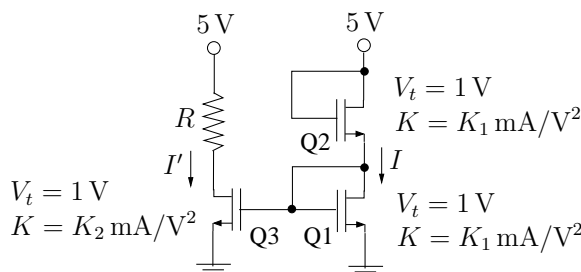 5 V
5 V
V_t = 1 V
K = K_1 mA/V^2
R
Q2
I'
I
V_t = 1 V
K = K_2 mA/V^2
Q3
Q1
V_t = 1 V
K = K_1 mA/V^2